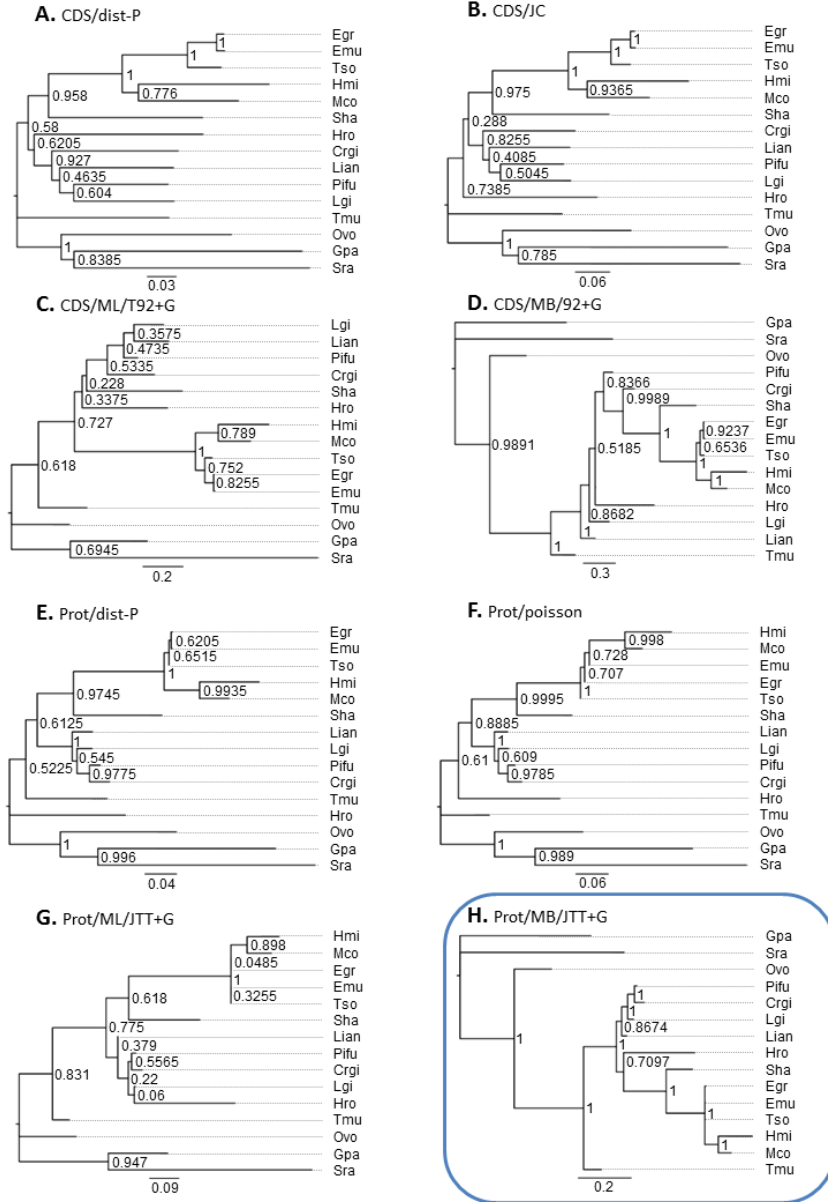 A. CDS/dist-P
Egr
1
Emu
1
Tso
1
Hmi
0.776
Mco
0.958
Sha
0.58
Hro
0.6205
Crgi
0.927
Lian
0.4635
Pifu
0.604
Lgi
Tmu
Ovo
1
Gpa
0.8385
Sra
0.03
B. CDS/JC
Egr
1
Emu
1
Tso
1
Hmi
0.9365
Mco
0.975
Sha
0.288
Crgi
0.8255
Lian
0.4085
Pifu
0.5045
Lgi
0.7385
Hro
Tmu
Ovo
1
Gpa
0.785
Sra
0.06
C. CDS/ML/T92+G
Lgi
0.3575
Lian
0.4735
Pifu
0.5335
Crgi
0.228
Sha
0.3375
Hro
0.727
Hmi
0.789
Mco
1
Tso
0.752
Egr
0.8255
Emu
0.618
Tmu
Ovo
Gpa
0.6945
Sra
0.2
D. CDS/MB/92+G
Gpa
Sra
Ovo
Pifu
0.8366
Crgi
0.9989
Sha
Egr
0.9237
1
Emu
0.9891
0.5185
0.6536
Tso
1
Hmi
1
Mco
Hro
0.8682
Lgi
1
Lian
1
Tmu
0.3
E. Prot/dist-P
Egr
0.6205
Emu
0.6515
Tso
1
Hmi
0.9745
0.9935
Mco
Sha
0.6125
Lian
1
Lgi
0.545
Pifu
0.5225
0.9775
Crgi
Tmu
Hro
Ovo
1
Gpa
0.996
Sra
0.04
F. Prot/poisson
Hmi
0.998
Mco
0.728
Emu
0.707
Egr
1
0.9995
Tso
Sha
0.8885
Lian
1
Lgi
0.61
0.609
Pifu
0.9785
Crgi
Hro
Tmu
Ovo
1
Gpa
0.989
Sra
0.06
G. Prot/ML/JTT+G
Hmi
0.898
Mco
0.0485
Egr
1
Emu
0.618
0.3255
Tso
Sha
0.775
Lian
0.379
Pifu
0.5565
Crgi
0.831
0.22
Lgi
0.06
Hro
Tmu
Ovo
Gpa
0.947
Sra
0.09
H. Prot/MB/JTT+G
Gpa
Sra
Ovo
Pifu
1
Crgi
1
Lgi
0.8674
Lian
1
1
Hro
0.7097
Sha
1
Egr
1
Emu
1
Tso
Hmi
1
Mco
Tmu
0.2